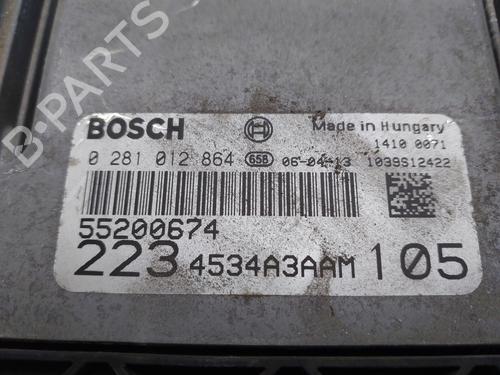 B-PARTS
BOSCH
Made in Hungary
1410 0071
0 281 012 864 658 06-04-13 1039S12422
55200674
223 4534A3AAM 105